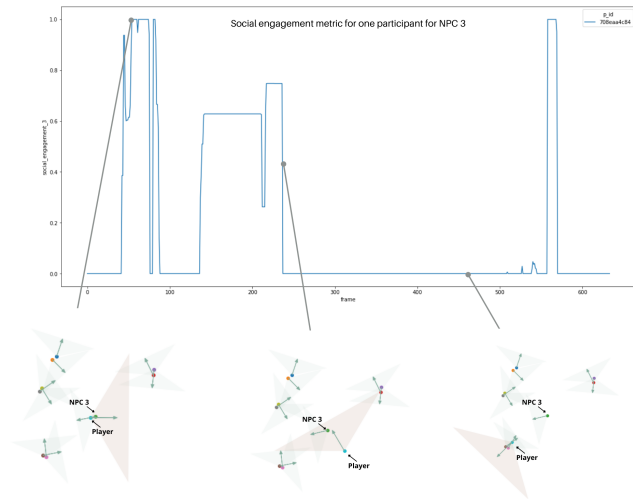 Social engagement metric for one participant for NPC 3
p_id
708eaa4c84
1.0
0.8
0.6
0.4
0.2
0.0
social_engagement_3
0
100
200
300
400
500
600
frame
NPC 3
Player
NPC 3
Player
NPC 3
Player